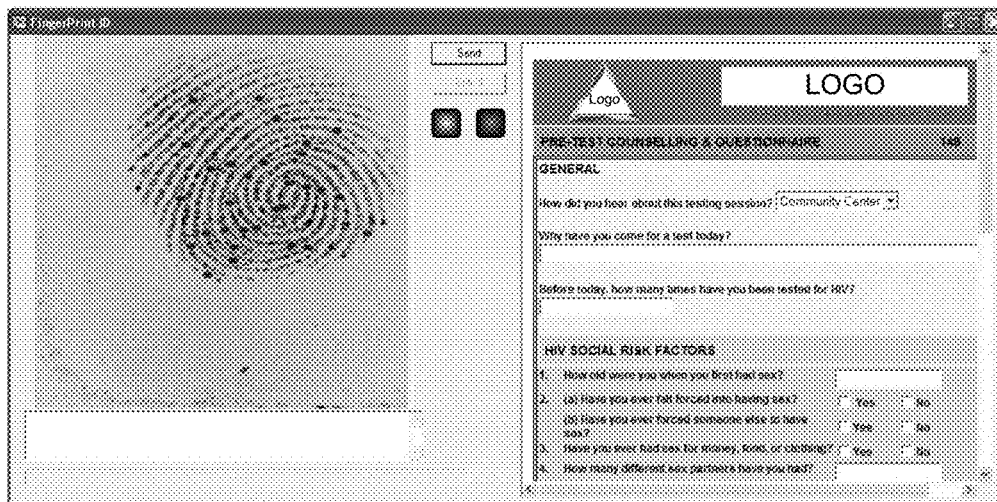 FingerPrint ID
Send
Logo
LOGO
PRE-TEST COUNSELLING & QUESTIONNAIRE
GENERAL
How did you hear about this testing session? Community Center
Why have you come for a test today?
Before today, how many times have you been tested for HIV?
HIV SOCIAL RISK FACTORS
1. How old were you when you first had sex?
2. (a) Have you ever felt forced into having sex? Yes No
(b) Have you ever forced someone else to have sex? Yes No
3. Have you ever had sex for money, food, or clothing? Yes No
4. How many different sex partners have you had?